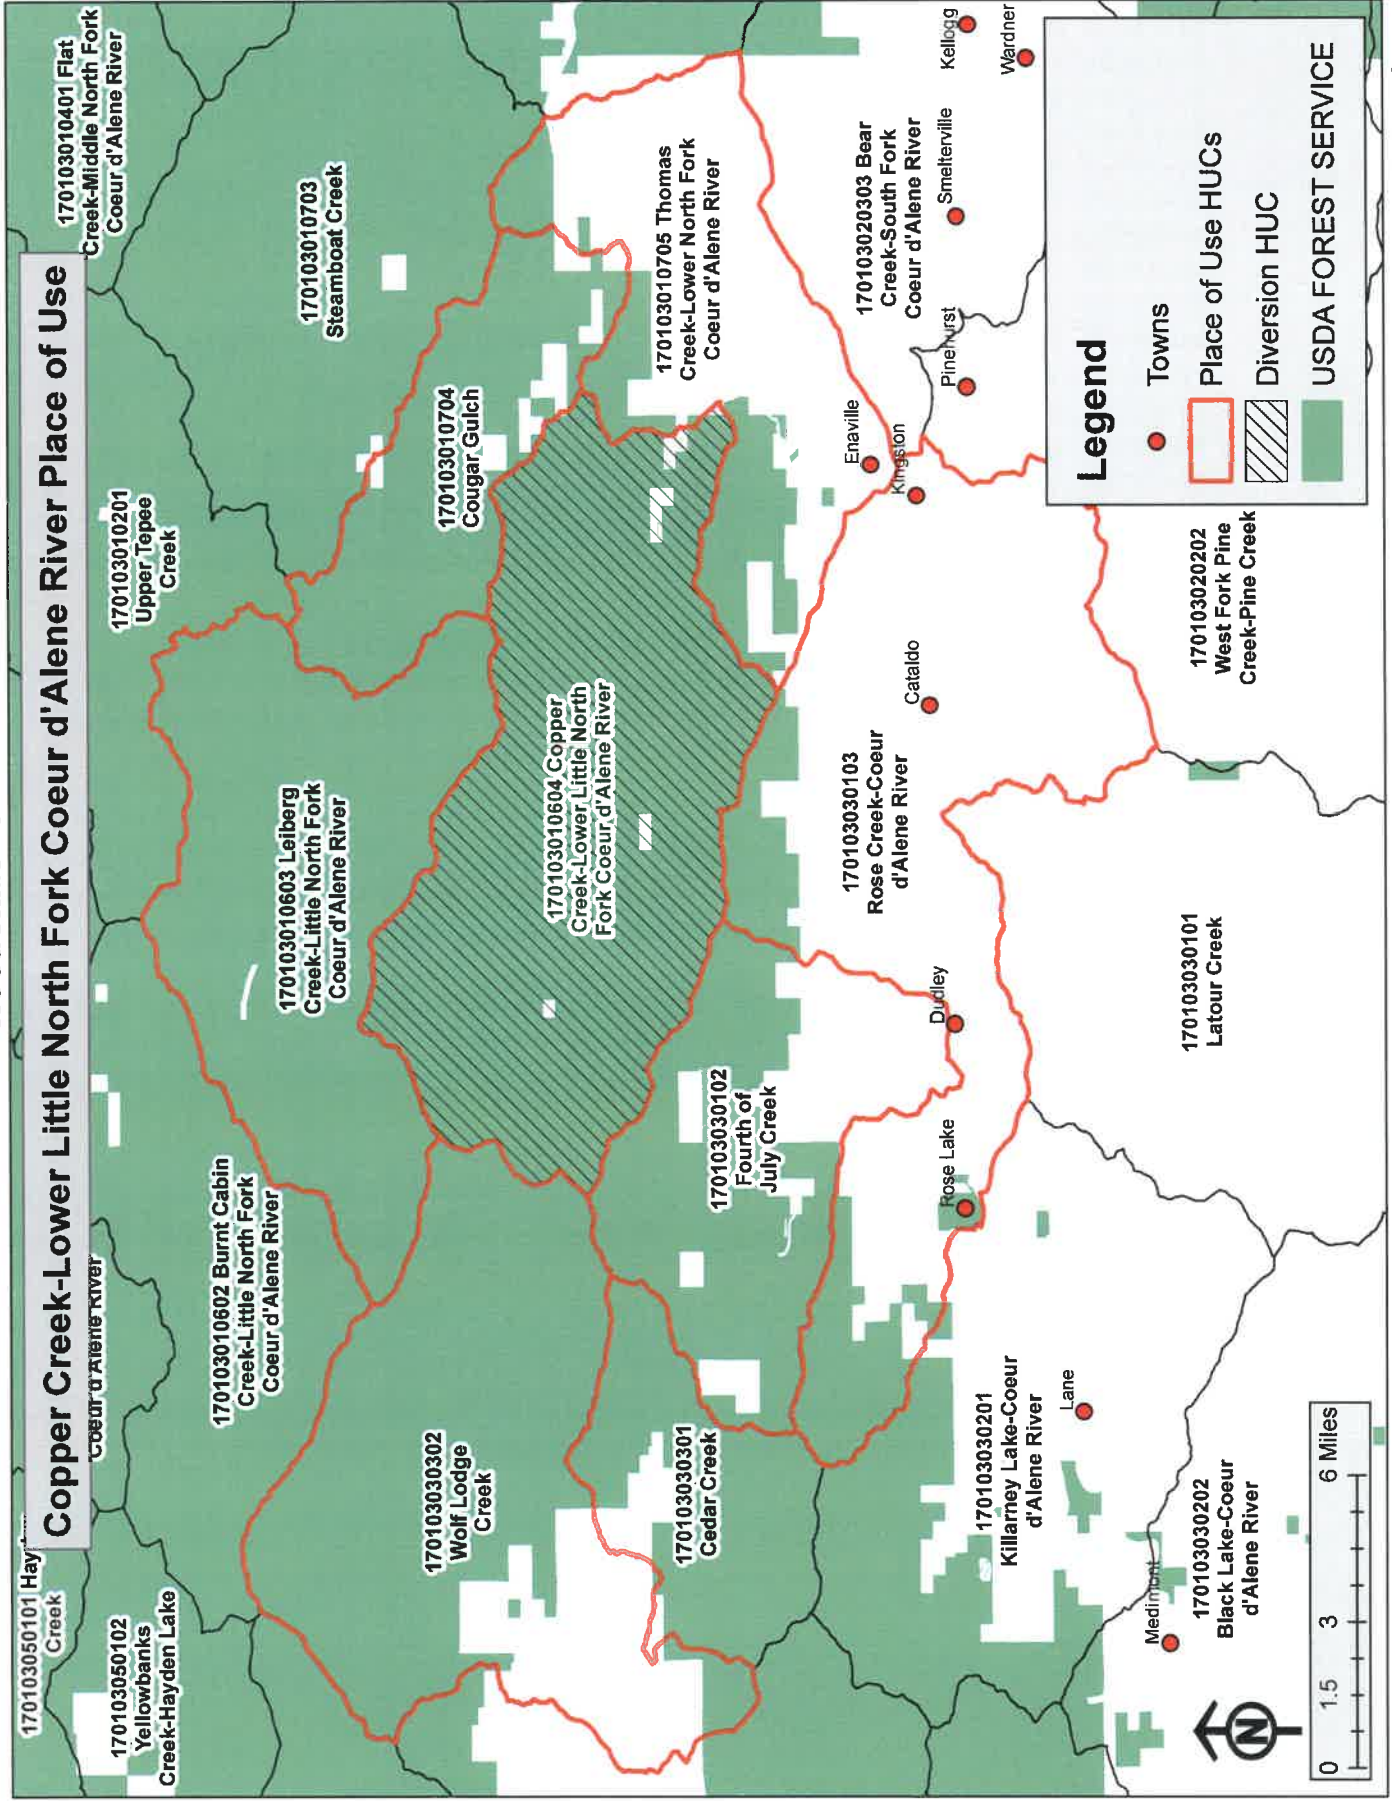 Copper Creek-Lower Little North Fork Coeur d'Alene River Place of Use
170103050101
Creek
170103050102
Yellowbanks
Creek-Hayden Lake
Coeur d'Alene River
170103010201
Upper Tepee
Creek
170103010401 Flat
Creek-Middle North Fork
Coeur d'Alene River
170103010602 Burnt Cabin
Creek-Little North Fork
Coeur d'Alene River
170103010603 Leiberg
Creek-Little North Fork
Coeur d'Alene River
170103010703
Steamboat Creek
170103010704
Cougar Gulch
170103030302
Wolf Lodge
Creek
170103010604 Copper
Creek-Lower Little North
Fork Coeur d'Alene River
170103010705 Thomas
Creek-Lower North Fork
Coeur d'Alene River
170103030301
Cedar Creek
170103030102
Fourth of
July Creek
170103030103
Rose Creek-Coeur
d'Alene River
170103020303 Bear
Creek-South Fork
Coeur d'Alene River
Enaville
Kingston
Cataldo
Dudley
Rose Lake
Pinehurst
Smelterville
Kellogg
Wardner
170103030201
Killarney Lake-Coeur
d'Alene River
Lane
Medimont
170103030202
Black Lake-Coeur
d'Alene River
170103030101
Latour Creek
170103020202
West Fork Pine
Creek-Pine Creek
N
0 1.5 3 6 Miles
Legend
Towns
Place of Use HUCs
Diversion HUC
USDA FOREST SERVICE